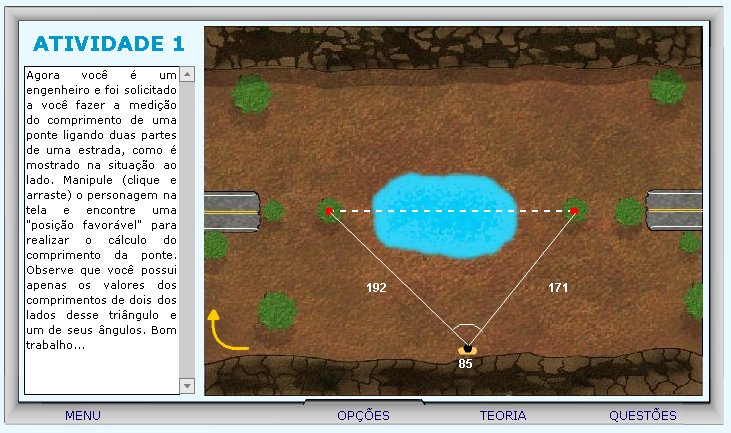 ATIVIDADE 1
Agora você é um
engenheiro e foi solicitado
a você fazer a medição
do comprimento de uma
ponte ligando duas partes
de uma estrada, como é
mostrado na situação ao
lado. Manipule (clique e
arraste) o personagem na
tela e encontre uma
"posição favorável" para
realizar o cálculo do
comprimento da ponte.
Observe que você possui
apenas os valores dos
comprimentos de dois dos
lados desse triângulo e
um de seus ângulos. Bom
trabalho...
192
171
85
MENU
OPÇÕES
TEORIA
QUESTÕES